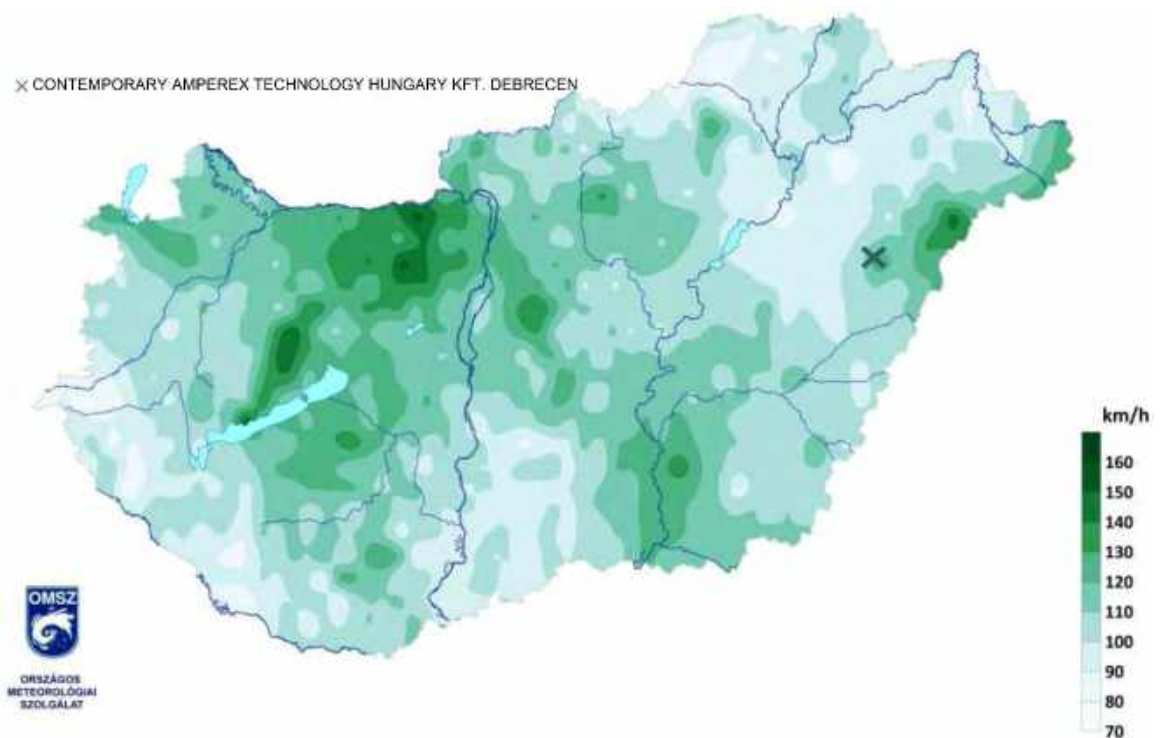 × CONTEMPORARY AMPEREX TECHNOLOGY HUNGARY KFT. DEBRECEN
km/h
160
150
140
130
120
110
100
90
80
70
OMSZ
ORSZÁGOS
METEOROLÓGIAI
SZOLGÁLAT